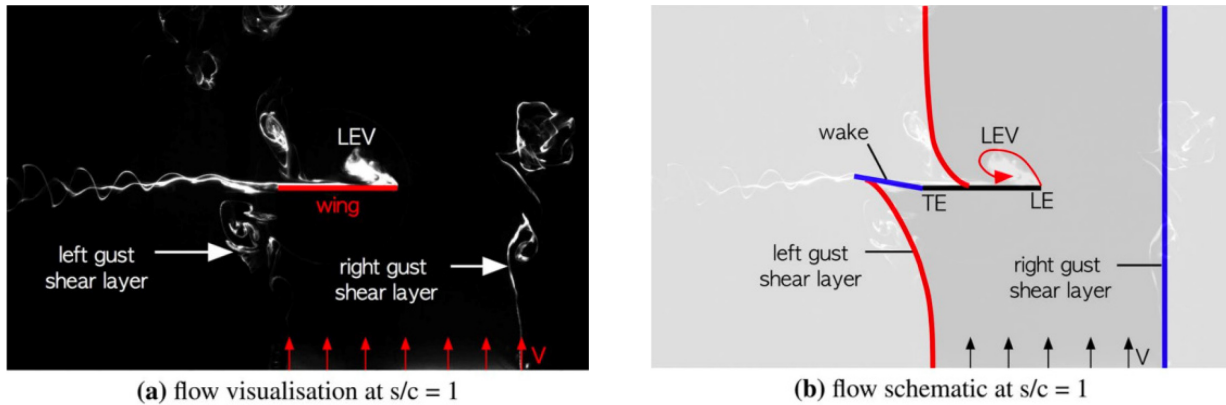 LEV
wing
left gust
shear layer
right gust
shear layer
V
(a) flow visualisation at s/c = 1
wake
LEV
TE
LE
left gust
shear layer
right gust
shear layer
V
(b) flow schematic at s/c = 1